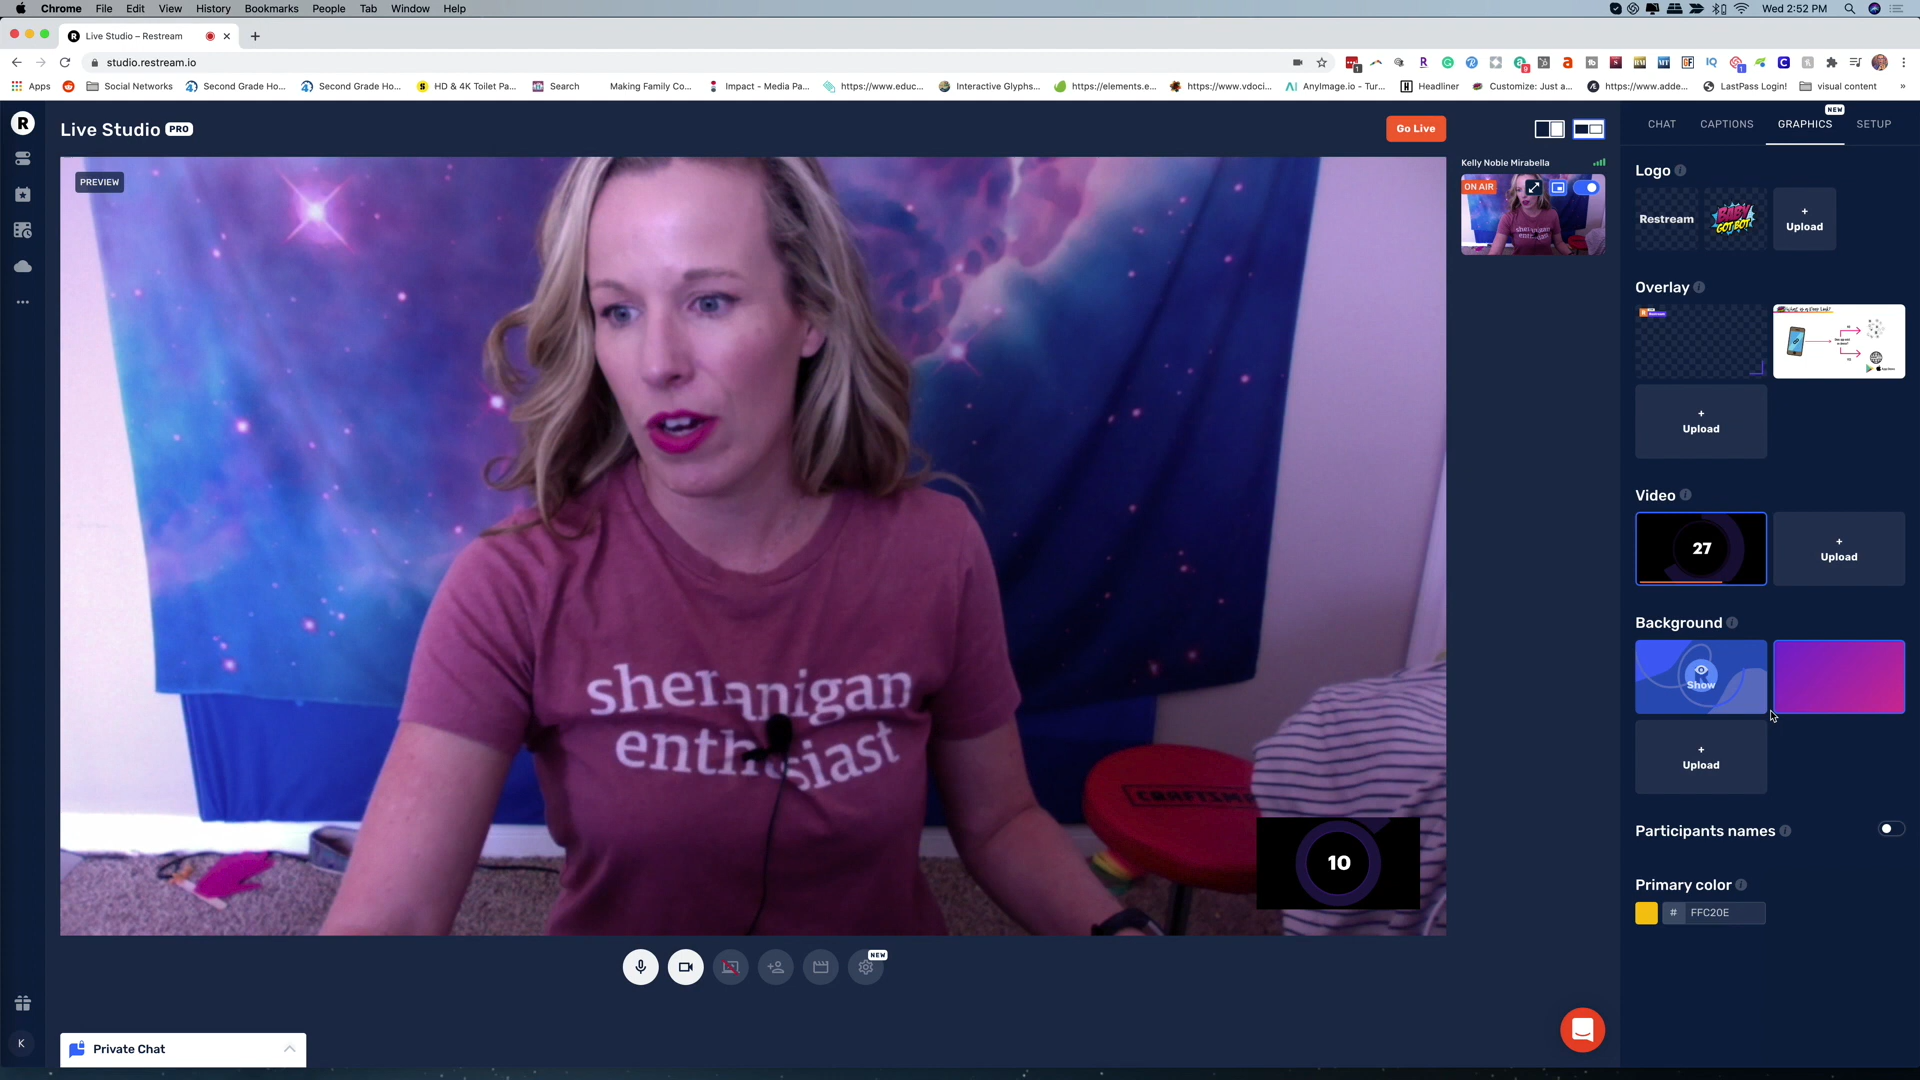 Chrome File Edit View History Bookmarks People Tab Window Help Wed 2:52 PM
Live Studio – Restream
studio.restream.io
Apps Social Networks Second Grade Ho... Second Grade Ho... HD & 4K Toilet Pa... Search Making Family Co... Impact - Media Pa... https://www.educ... Interactive Glyphs... https://elements.e... https://www.vdoci... AnyImage.io - Tur... Headliner Customize: Just a... https://www.adde... LastPass Login! visual content »
Live Studio PRO
Go Live
NEW
CHAT CAPTIONS GRAPHICS SETUP
PREVIEW
Kelly Noble Mirabella
ON AIR
Logo
Restream
BABY GOT BOT!
+
Upload
Overlay
+
Upload
Video
27
+
Upload
Background
Show
+
Upload
Participants names
Primary color
# FFC20E
shenanigan
enthusiast
CRAFTSMA
10
NEW
Private Chat
K